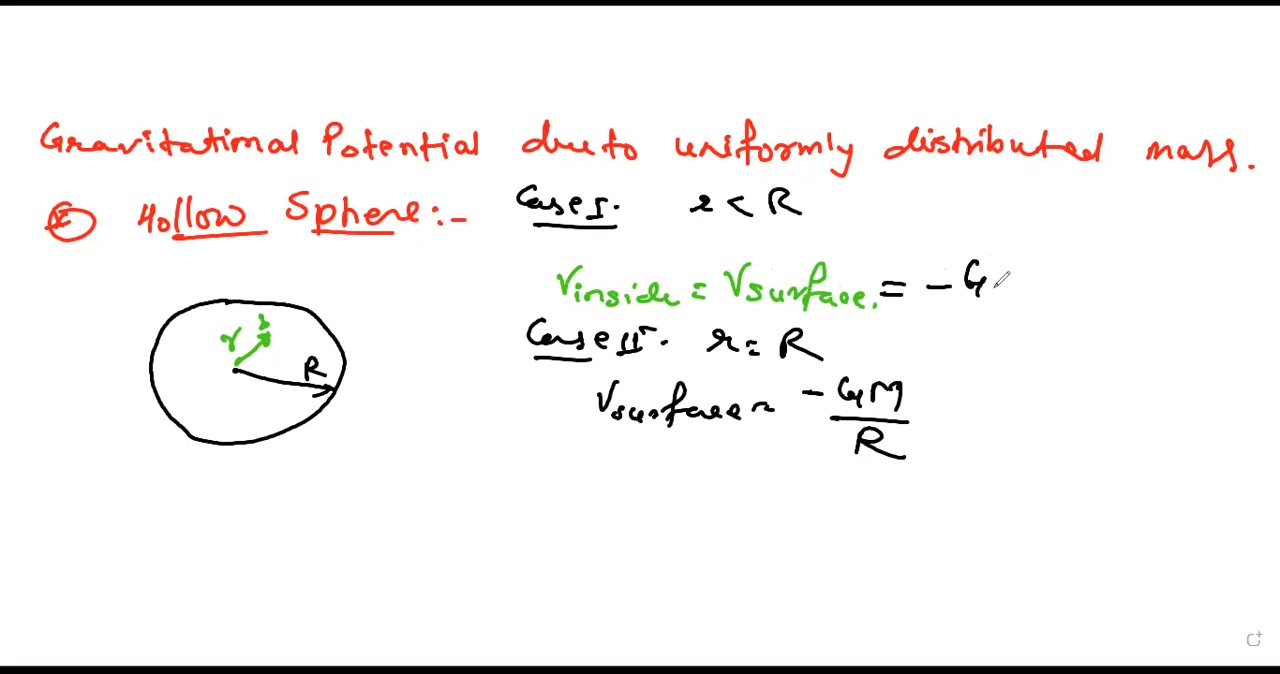 Gravitational Potential due to uniformly distributed mass.
Hollow Sphere:-
Case I. r < R
Vinside = Vsurface. = - G
Case II. r = R
Vsurface = - GM
R
r
R